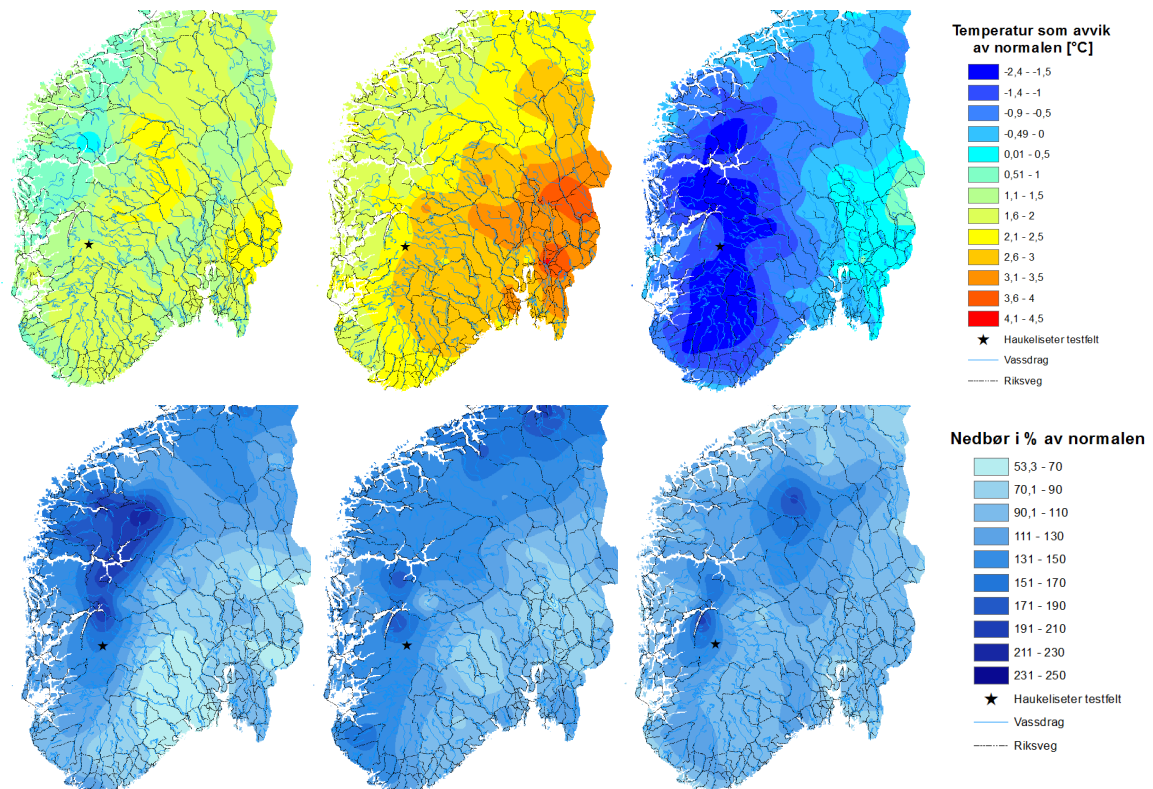 Temperatur som avvik
av normalen [°C]
-2,4 - -1,5
-1,4 - -1
-0,9 - -0,5
-0,49 - 0
0,01 - 0,5
0,51 - 1
1,1 - 1,5
1,6 - 2
2,1 - 2,5
2,6 - 3
3,1 - 3,5
3,6 - 4
4,1 - 4,5
Haukeliseter testfelt
Vassdrag
Riksveg
Nedbør i % av normalen
53,3 - 70
70,1 - 90
90,1 - 110
111 - 130
131 - 150
151 - 170
171 - 190
191 - 210
211 - 230
231 - 250
Haukeliseter testfelt
Vassdrag
Riksveg